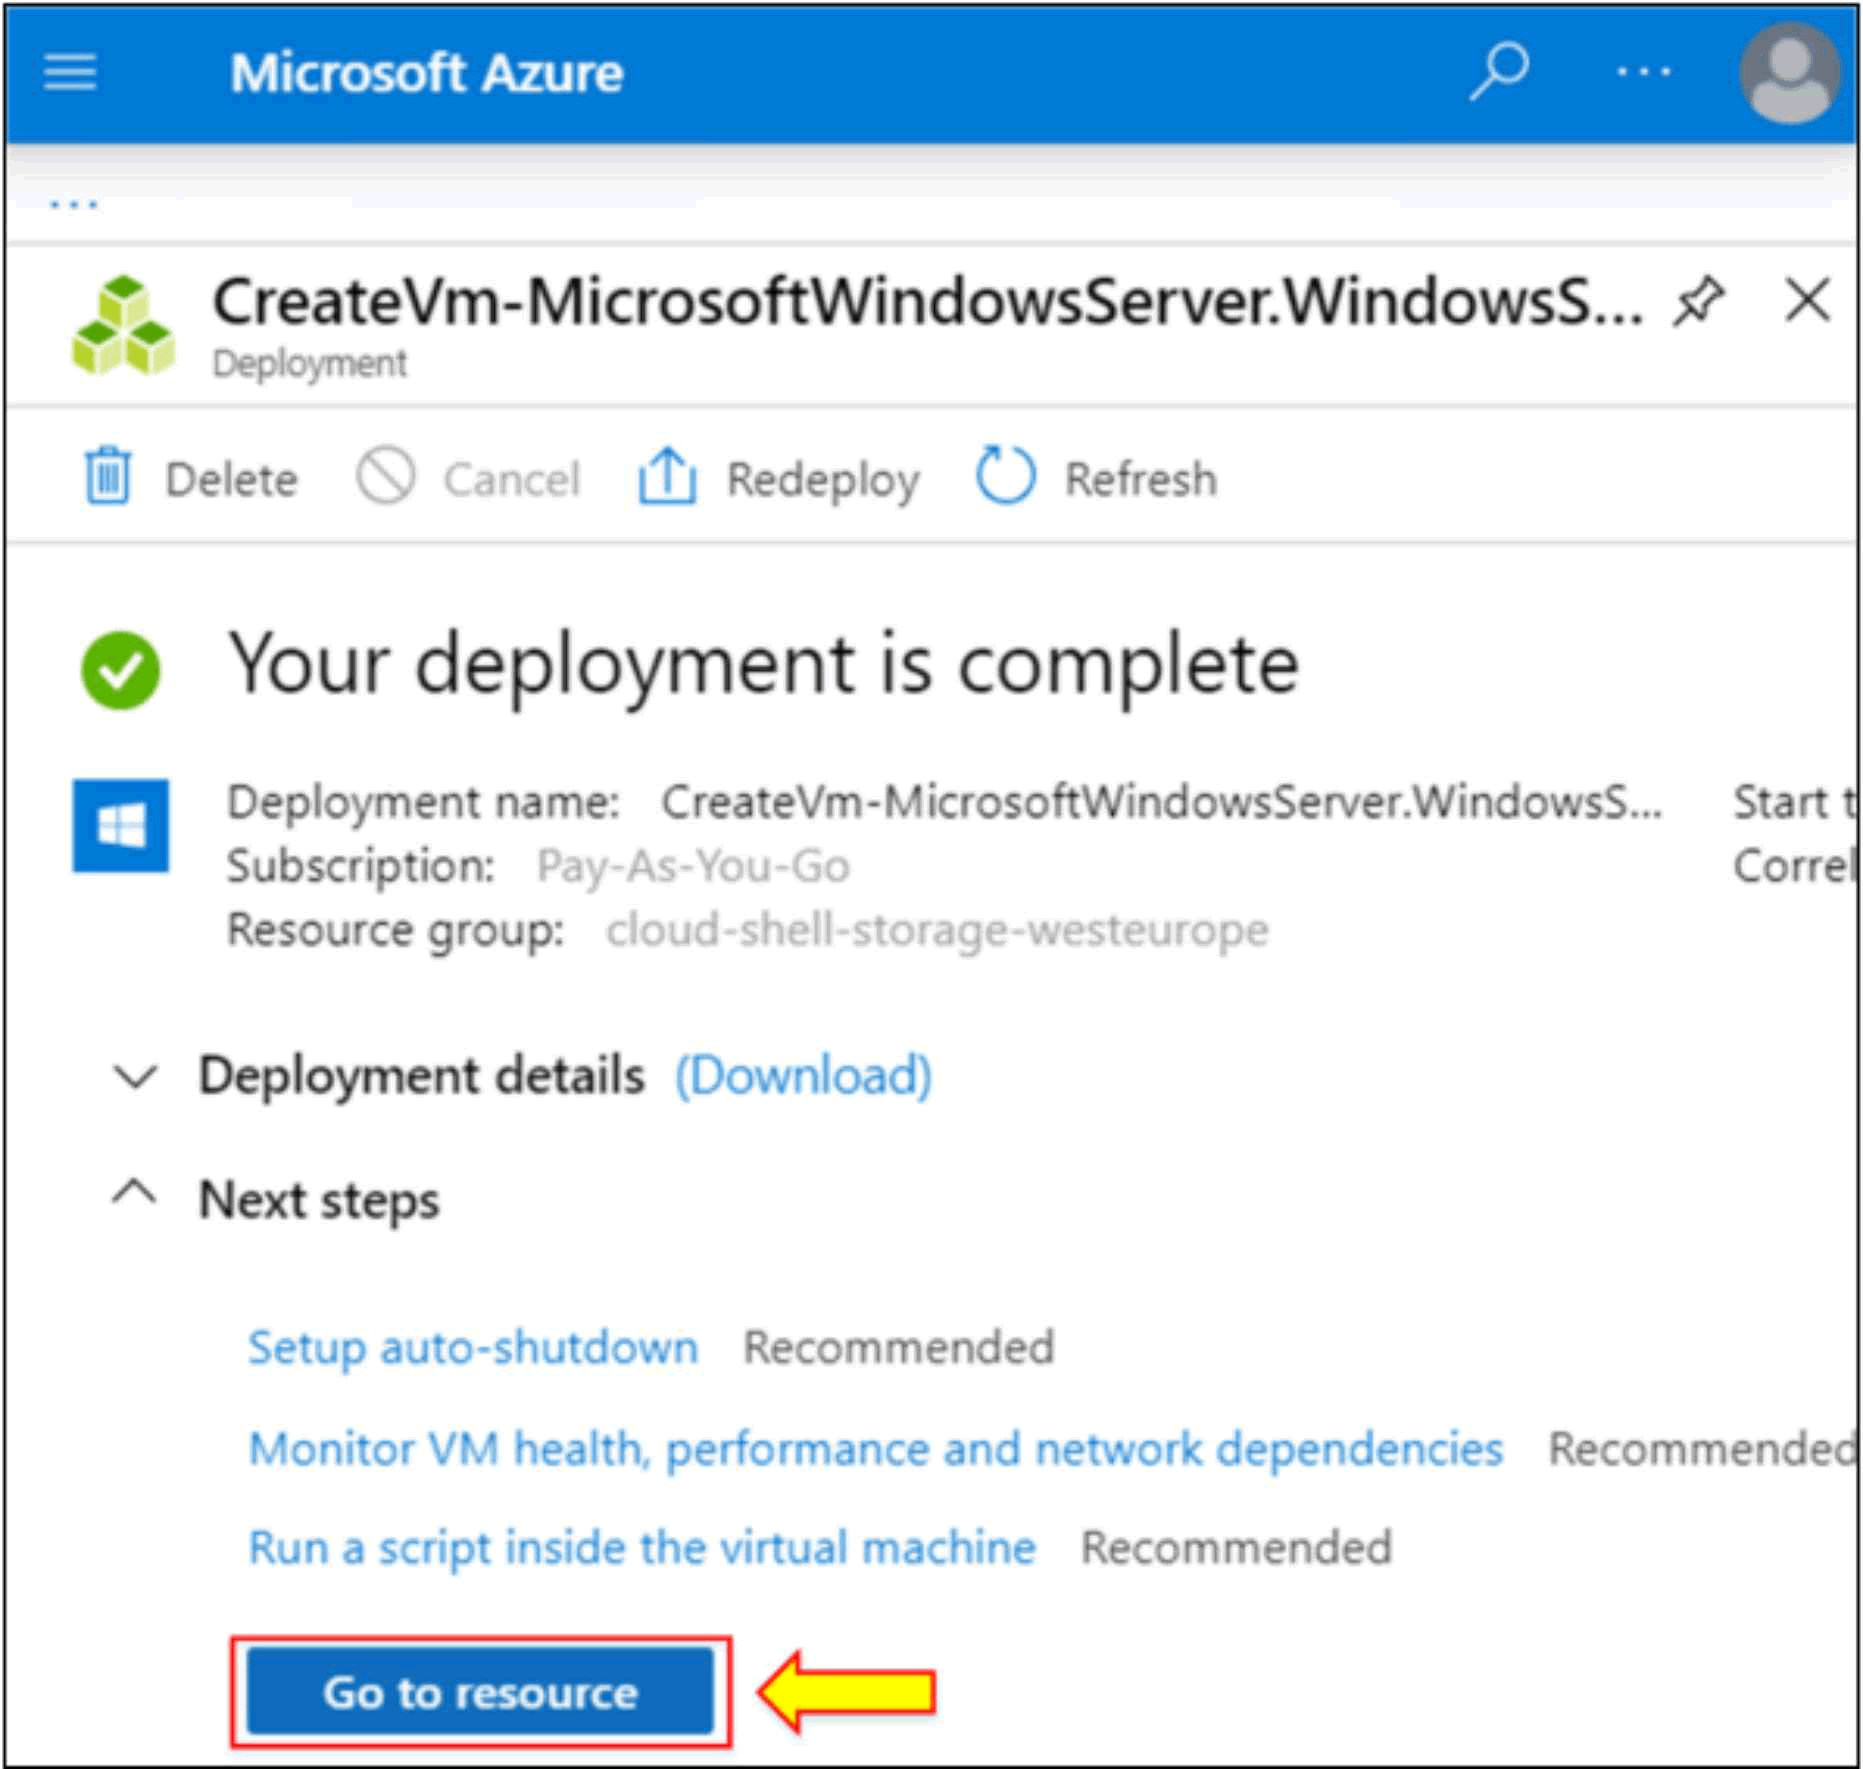 Microsoft Azure
CreateVm-MicrosoftWindowsServer.WindowsS...
Deployment
Delete Cancel Redeploy Refresh
Your deployment is complete
Deployment name: CreateVm-MicrosoftWindowsServer.WindowsS... Start t
Subscription: Pay-As-You-Go Correl
Resource group: cloud-shell-storage-westeurope
Deployment details (Download)
Next steps
Setup auto-shutdown Recommended
Monitor VM health, performance and network dependencies Recommended
Run a script inside the virtual machine Recommended
Go to resource